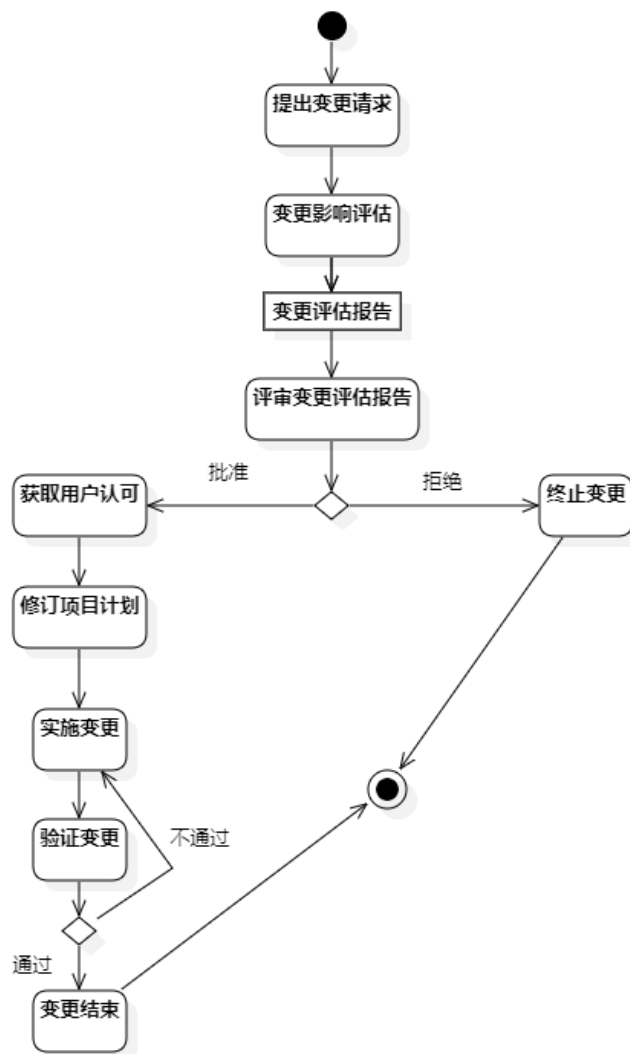 提出变更请求
变更影响评估
变更评估报告
评审变更评估报告
批准
拒绝
获取用户认可
终止变更
修订项目计划
实施变更
验证变更
不通过
通过
变更结束